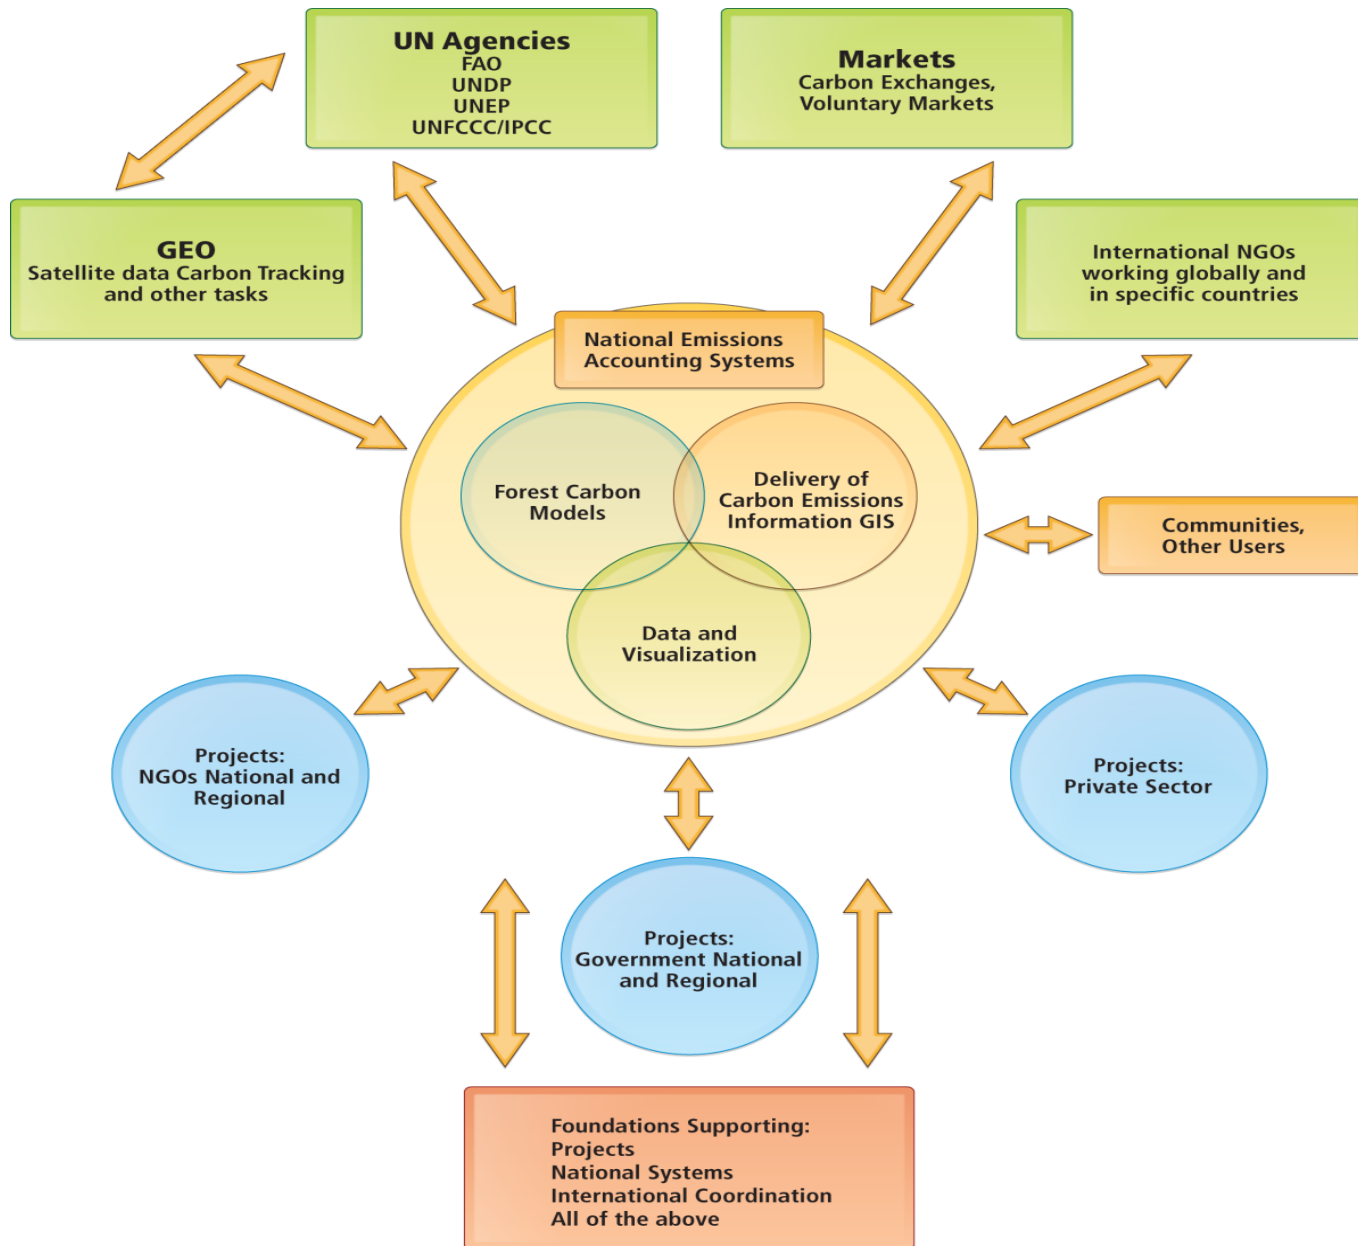 UN Agencies
FAO
UNDP
UNEP
UNFCCC/IPCC
Markets
Carbon Exchanges,
Voluntary Markets
GEO
Satellite data Carbon Tracking
and other tasks
International NGOs
working globally and
in specific countries
National Emissions
Accounting Systems
Forest Carbon
Models
Delivery of
Carbon Emissions
Information GIS
Communities,
Other Users
Data and
Visualization
Projects:
NGOs National and
Regional
Projects:
Private Sector
Projects:
Government National
and Regional
Foundations Supporting:
Projects
National Systems
International Coordination
All of the above